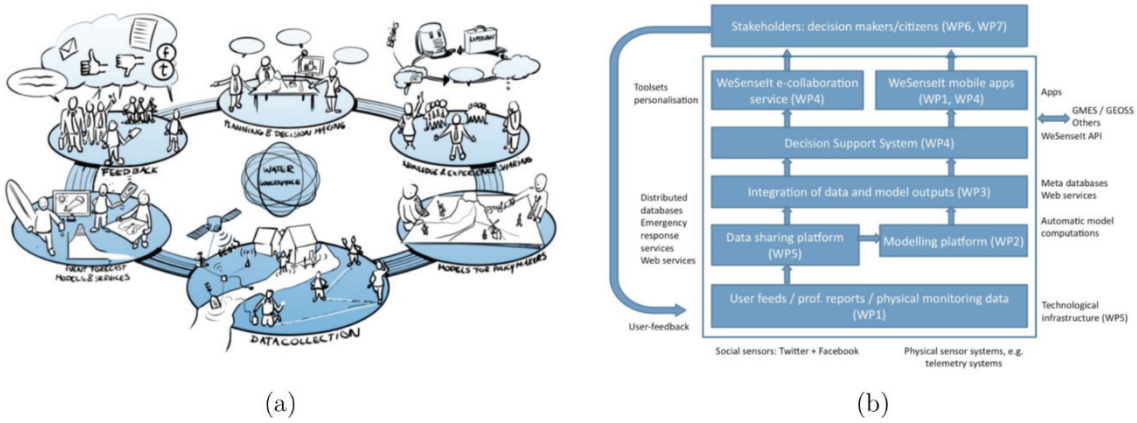 PLANNING & DECISION MAKING
FEEDBACK
KNOWLEDGE & EXPERIENCE SHARING
WATER
GOVERNANCE
EVENT FORECAST
MODELS & SERVICES
MODELS FOR POLICY MAKERS
DATA COLLECTION
(a)
Stakeholders: decision makers/citizens (WP6, WP7)
Toolsets
personalisation
WeSenseIt e-collaboration
service (WP4)
WeSenseIt mobile apps
(WP1, WP4)
Apps
GMES / GEOSS
Others
WeSenseIt API
Decision Support System (WP4)
Integration of data and model outputs (WP3)
Meta databases
Web services
Distributed
databases
Emergency
response
services
Web services
Data sharing platform
(WP5)
Modelling platform (WP2)
Automatic model
computations
User feeds / prof. reports / physical monitoring data
(WP1)
Technological
infrastructure (WP5)
User-feedback
Social sensors: Twitter + Facebook
Physical sensor systems, e.g.
telemetry systems
(b)